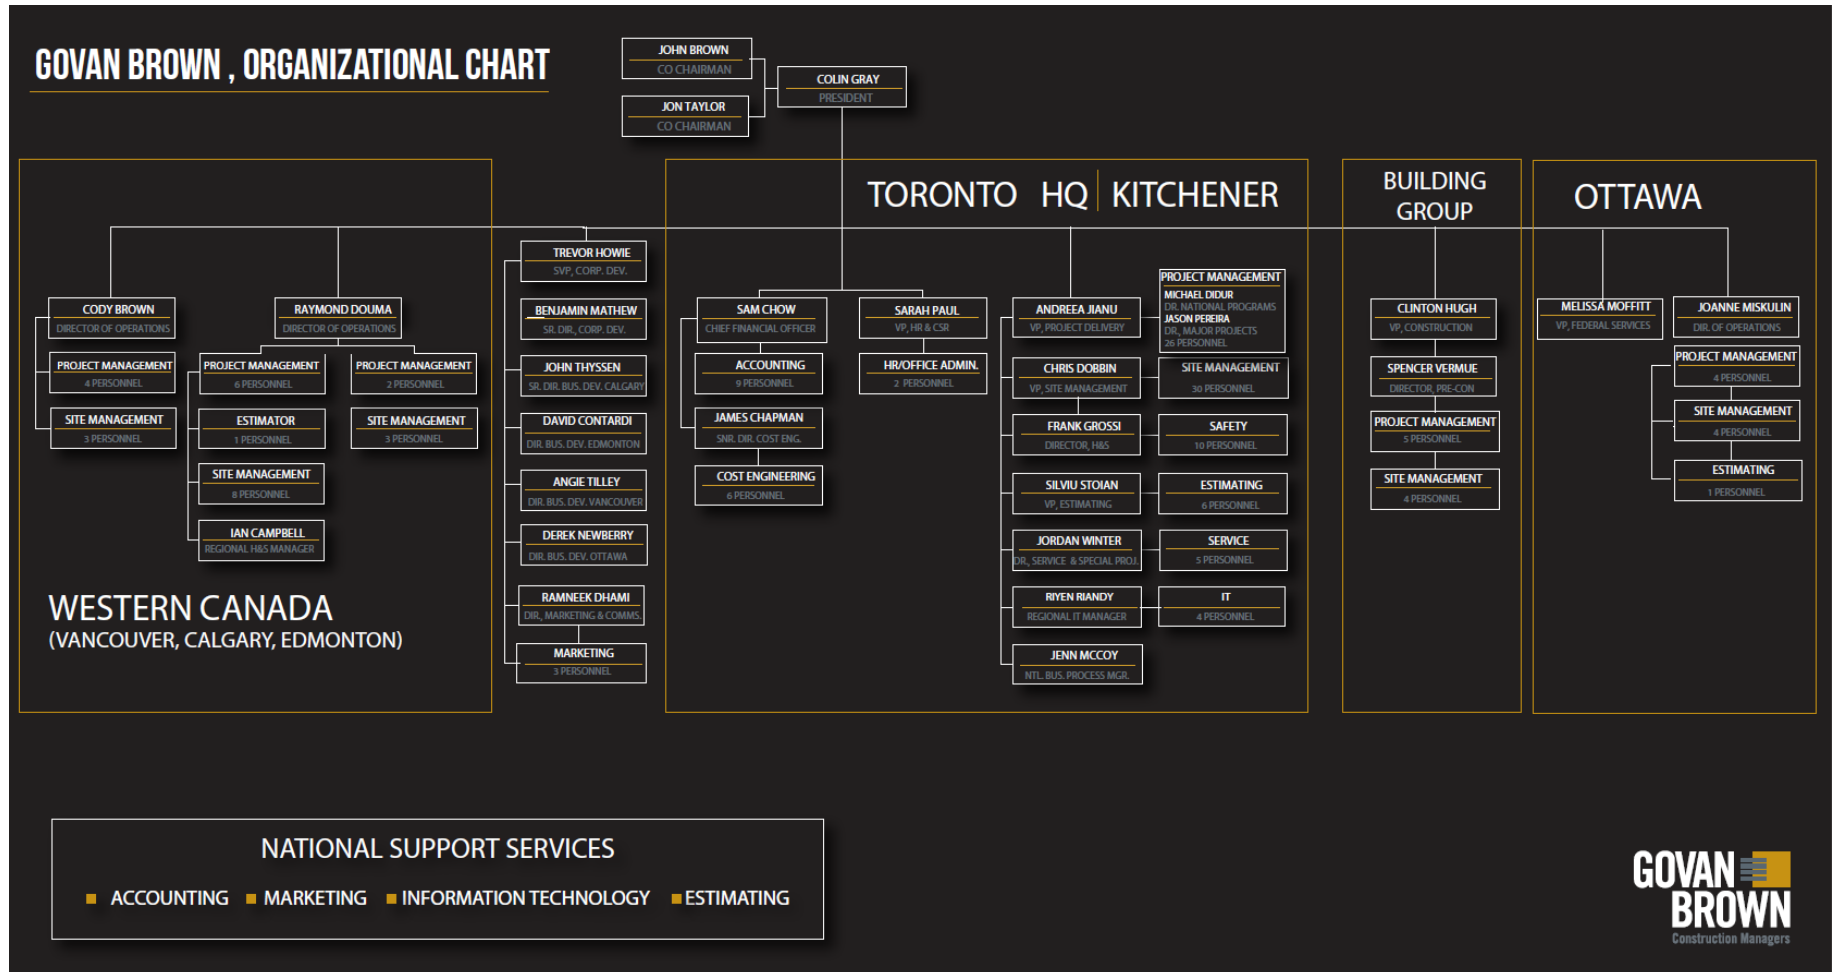 GOVAN BROWN , ORGANIZATIONAL CHART
JOHN BROWN
CO CHAIRMAN
JON TAYLOR
CO CHAIRMAN
COLIN GRAY
PRESIDENT
CODY BROWN
DIRECTOR OF OPERATIONS
PROJECT MANAGEMENT
4 PERSONNEL
SITE MANAGEMENT
3 PERSONNEL
RAYMOND DOUMA
DIRECTOR OF OPERATIONS
PROJECT MANAGEMENT
6 PERSONNEL
ESTIMATOR
1 PERSONNEL
SITE MANAGEMENT
8 PERSONNEL
IAN CAMPBELL
REGIONAL H&S MANAGER
PROJECT MANAGEMENT
2 PERSONNEL
SITE MANAGEMENT
3 PERSONNEL
WESTERN CANADA
(VANCOUVER, CALGARY, EDMONTON)
TREVOR HOWIE
SVP, CORP. DEV.
BENJAMIN MATHEW
SR. DIR., CORP. DEV.
JOHN THYSSEN
SR. DIR. BUS. DEV. CALGARY
DAVID CONTARDI
DIR. BUS. DEV. EDMONTON
ANGIE TILLEY
DIR. BUS. DEV. VANCOUVER
DEREK NEWBERRY
DIR. BUS. DEV. OTTAWA
RAMNEEK DHAMI
DIR., MARKETING & COMMS.
MARKETING
3 PERSONNEL
TORONTO HQ KITCHENER
SAM CHOW
CHIEF FINANCIAL OFFICER
ACCOUNTING
9 PERSONNEL
JAMES CHAPMAN
SNR. DIR. COST ENG.
COST ENGINEERING
6 PERSONNEL
SARAH PAUL
VP, HR & CSR
HR/OFFICE ADMIN.
2 PERSONNEL
ANDREEA JIANU
VP, PROJECT DELIVERY
PROJECT MANAGEMENT
MICHAEL DIDUR
DR. NATIONAL PROGRAMS
JASON PEREIRA
DR., MAJOR PROJECTS
26 PERSONNEL
CHRIS DOBBIN
VP, SITE MANAGEMENT
SITE MANAGEMENT
30 PERSONNEL
FRANK GROSSI
DIRECTOR, H&S
SAFETY
10 PERSONNEL
SILVIU STOIAN
VP, ESTIMATING
ESTIMATING
6 PERSONNEL
JORDAN WINTER
DR., SERVICE & SPECIAL PROJ.
SERVICE
5 PERSONNEL
RIYEN RIANDY
REGIONAL IT MANAGER
IT
4 PERSONNEL
JENN MCCOY
NTL. BUS. PROCESS MGR.
BUILDING
GROUP
CLINTON HUGH
VP, CONSTRUCTION
SPENCER VERMUE
DIRECTOR, PRE-CON
PROJECT MANAGEMENT
5 PERSONNEL
SITE MANAGEMENT
4 PERSONNEL
OTTAWA
MELISSA MOFFITT
VP, FEDERAL SERVICES
JOANNE MISKULIN
DIR. OF OPERATIONS
PROJECT MANAGEMENT
4 PERSONNEL
SITE MANAGEMENT
4 PERSONNEL
ESTIMATING
1 PERSONNEL
NATIONAL SUPPORT SERVICES
ACCOUNTING MARKETING INFORMATION TECHNOLOGY ESTIMATING
GOVAN
BROWN
Construction Managers